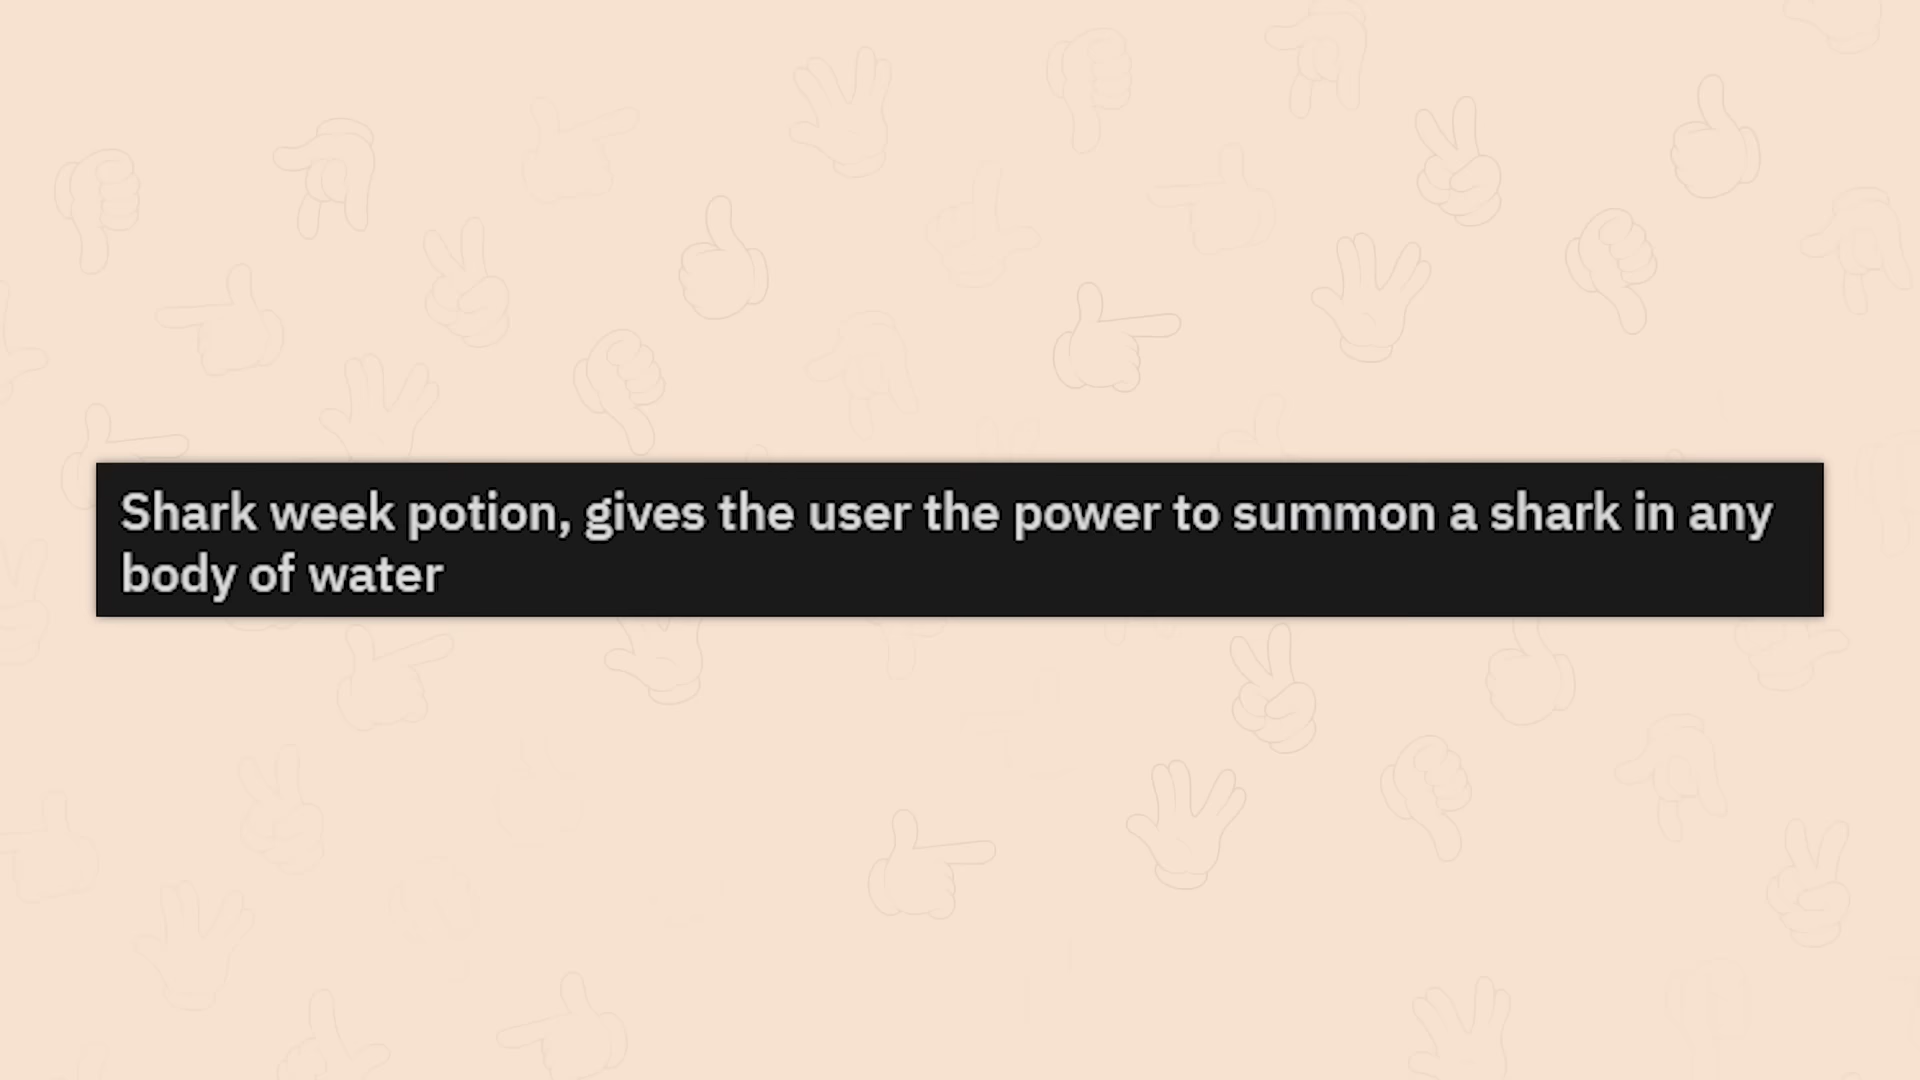 Shark week potion, gives the user the power to summon a shark in any
body of water